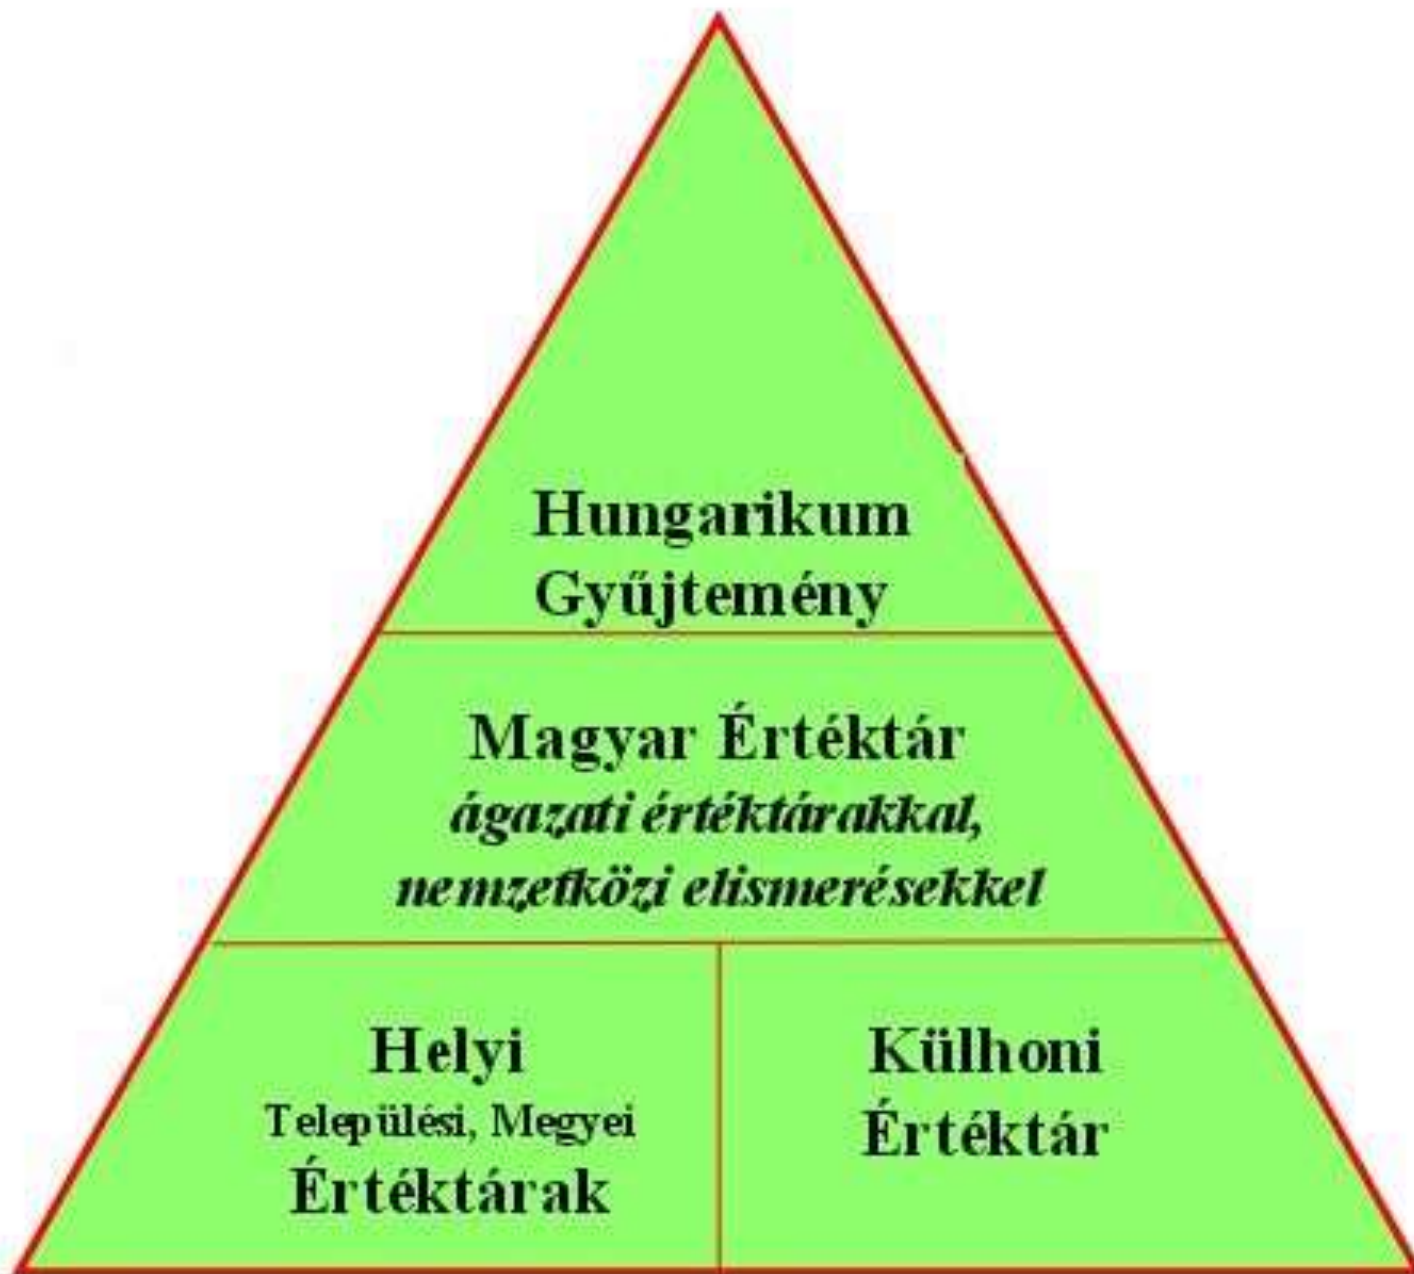 Hungarikum
Gyűjtemény
Magyar Értéktár
ágazati értéktárakkal,
nemzetközi elismerésekkel
Helyi
Települési, Megyei
Értéktárak
Külhoni
Értéktár